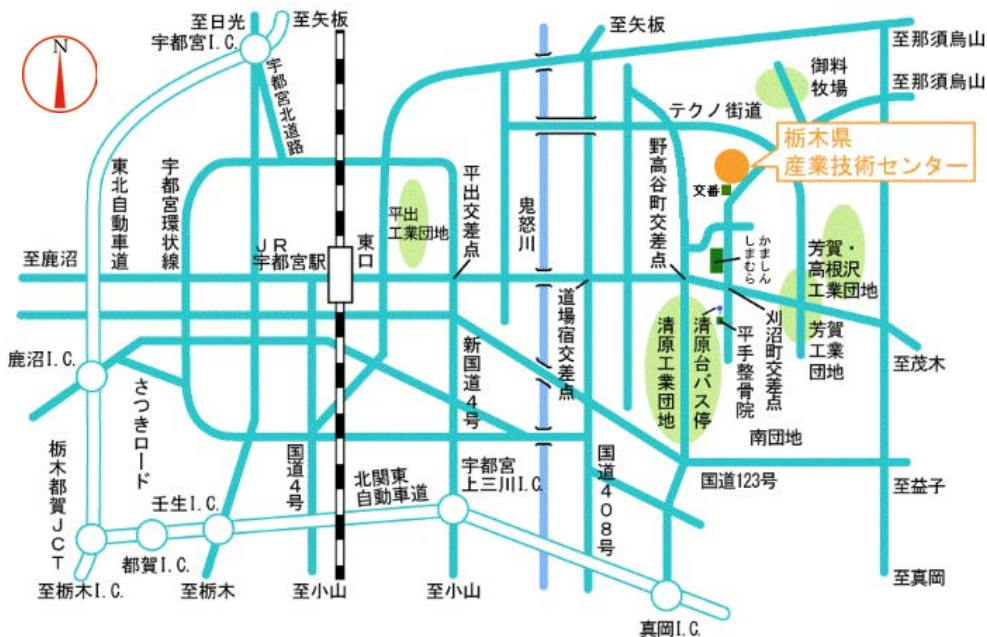 至日光
至矢板
宇都宮I.C.
N
宇都宮北道路
至矢板
至那須烏山
御料
牧場
至那須烏山
テクノ街道
栃木県
産業技術センター
交番
東北自動車道
宇都宮環状線
平出
工業団地
平出交差点
鬼怒川
野高谷町交差点
ＪＲ
宇都宮駅
東口
至鹿沼
かましん
しまむら
芳賀・
高根沢
工業団地
道場宿交差点
清原工業団地
清原台バス停
平手整骨院
刈沼町交差点
芳賀
工業
団地
至茂木
鹿沼I.C.
さつきロード
新国道４号
南団地
国道４号
北関東
自動車道
宇都宮
上三川I.C.
国道４０８号
国道123号
至益子
栃木都賀ＪＣＴ
壬生I.C.
都賀I.C.
至栃木I.C.
至栃木
至小山
至小山
真岡I.C.
至真岡